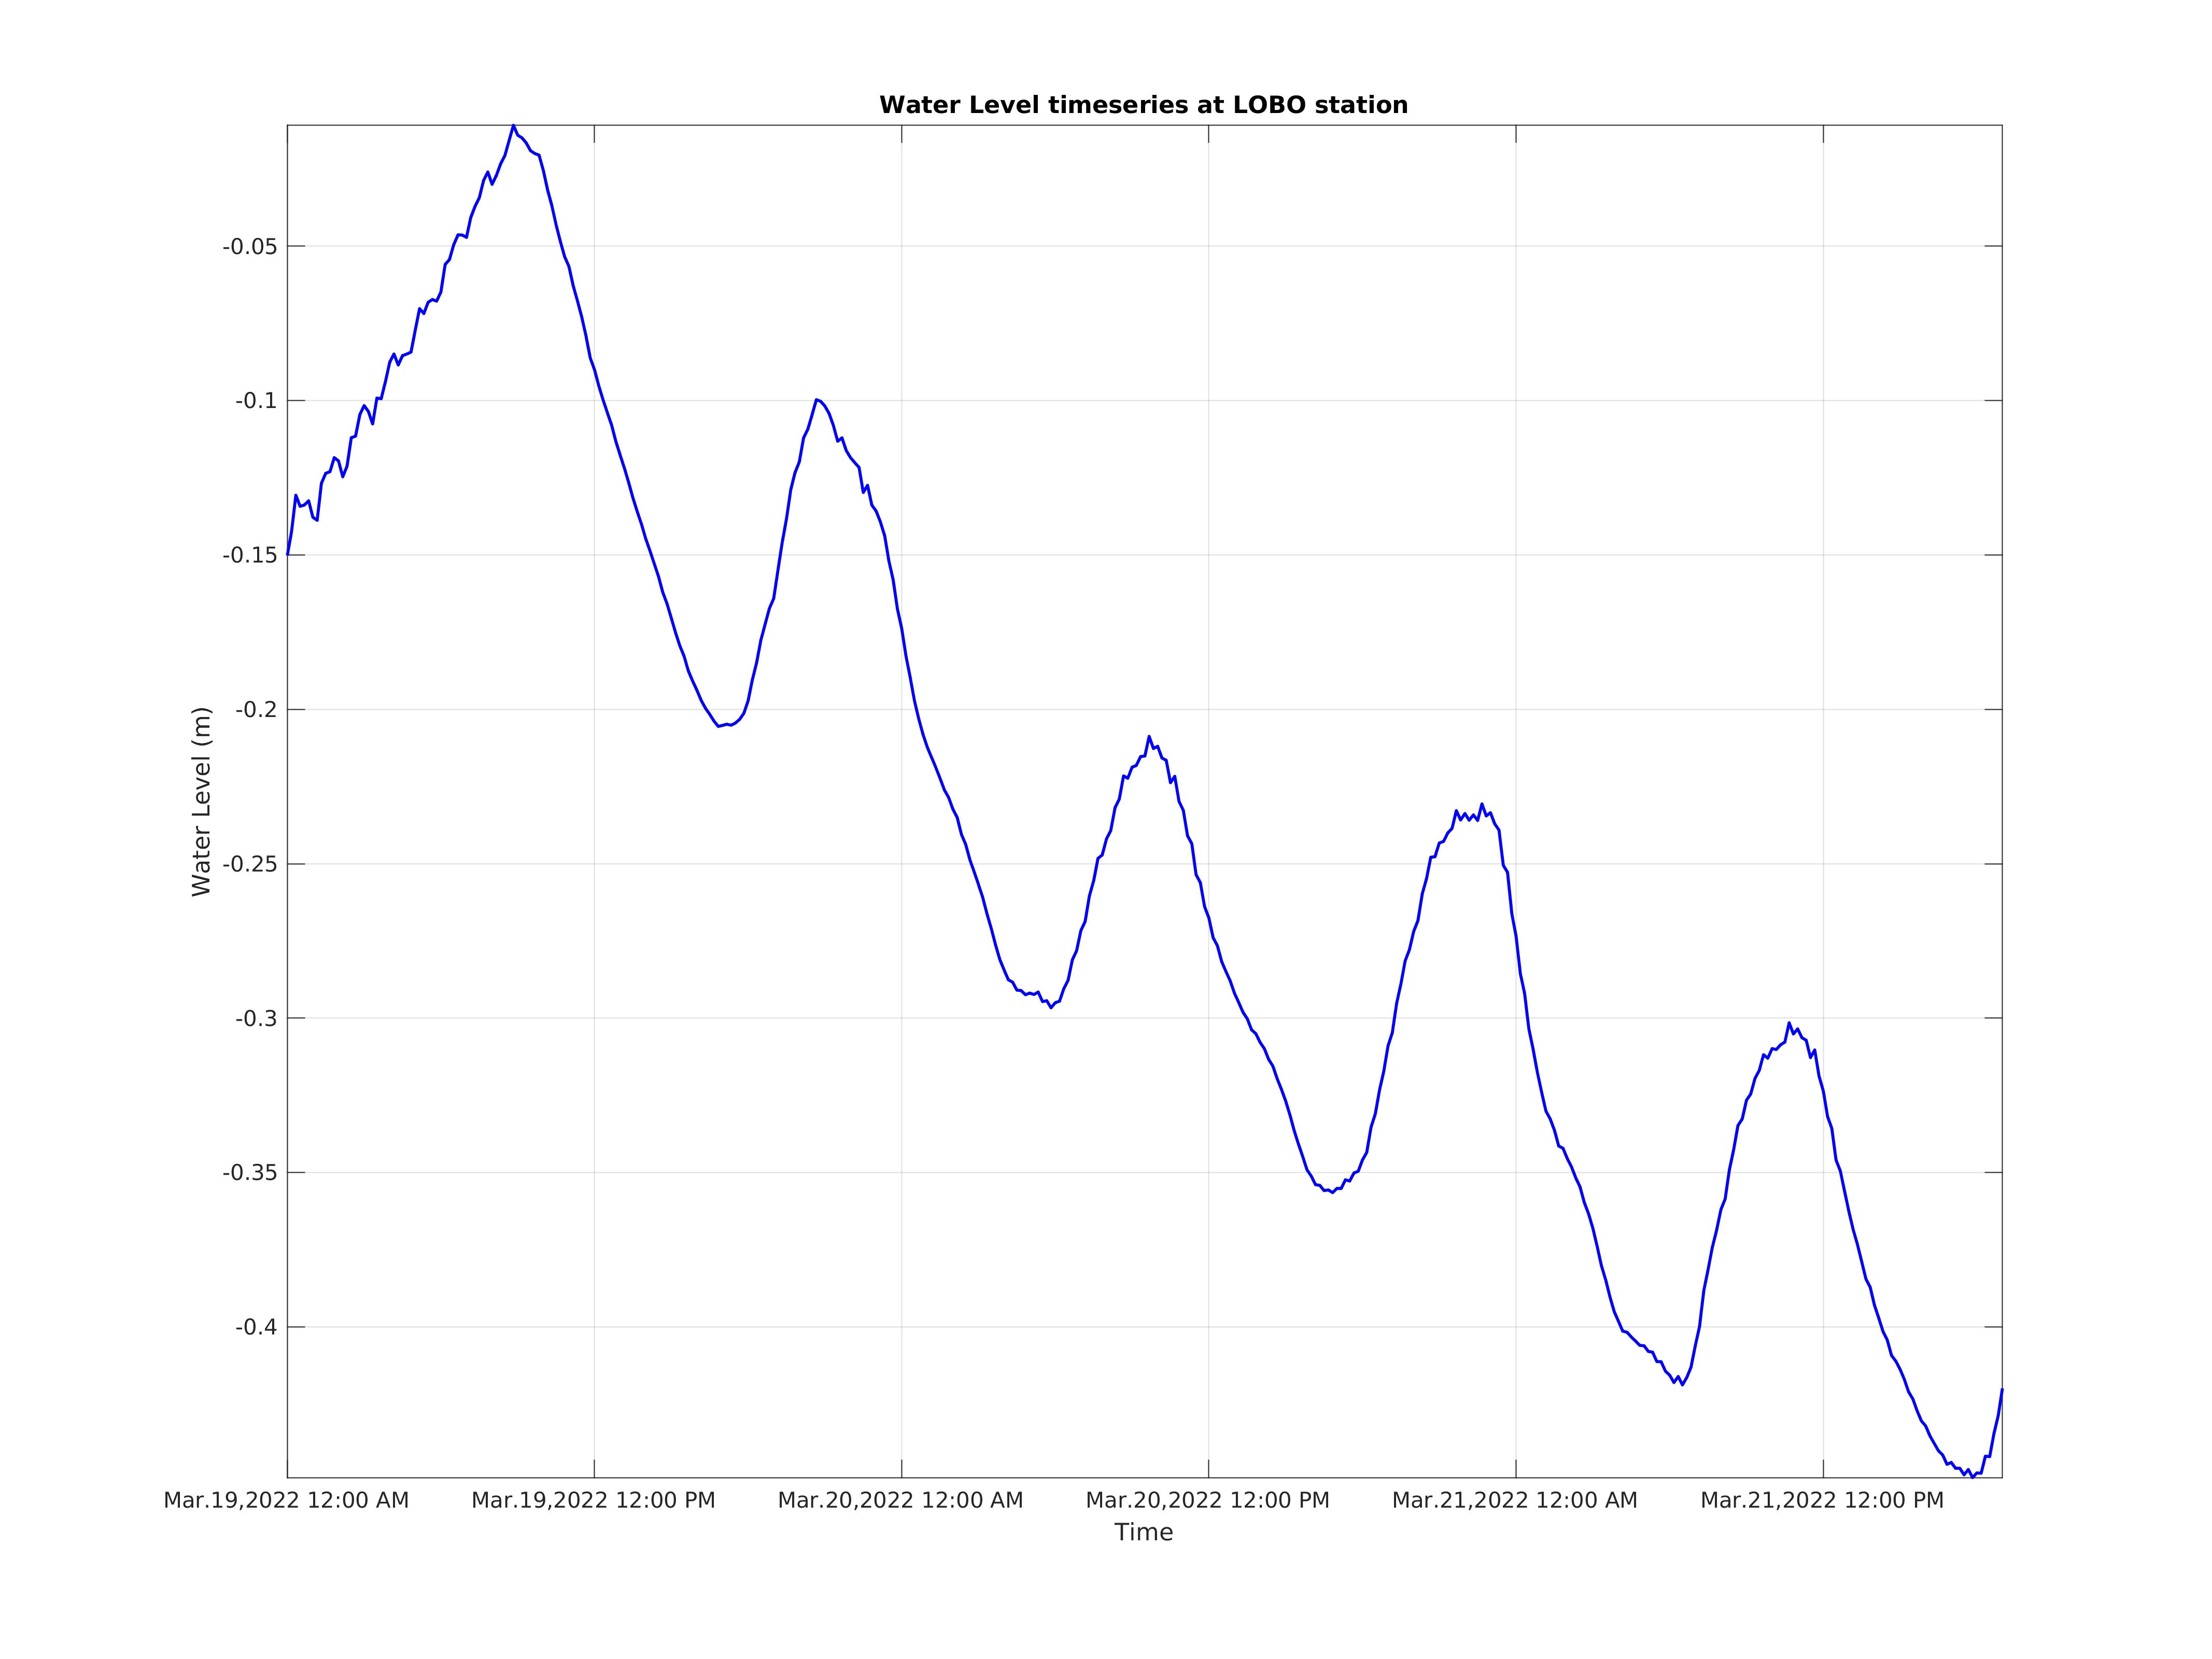 Water Level timeseries at LOBO station
-0.05
-0.1
-0.15
-0.2
-0.25
-0.3
-0.35
-0.4
Water Level (m)
Mar.19,2022 12:00 AM
Mar.19,2022 12:00 PM
Mar.20,2022 12:00 AM
Mar.20,2022 12:00 PM
Mar.21,2022 12:00 AM
Mar.21,2022 12:00 PM
Time